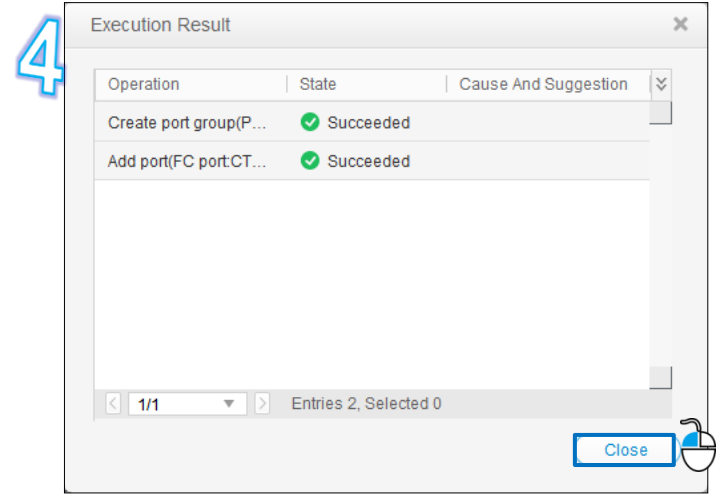 4
Execution Result
Operation State Cause And Suggestion
Create port group(P... Succeeded
Add port(FC port:CT... Succeeded
1/1 Entries 2, Selected 0
Close